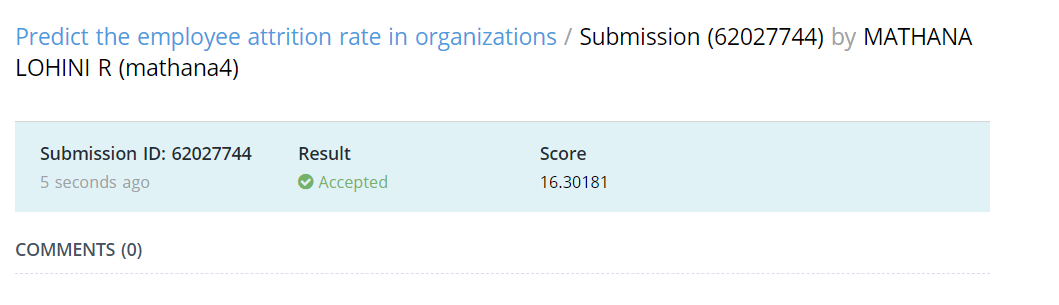 Predict the employee attrition rate in organizations / Submission (62027744) by MATHANA
LOHINI R (mathana4)
Submission ID: 62027744 Result Score
5 seconds ago Accepted 16.30181
COMMENTS (0)